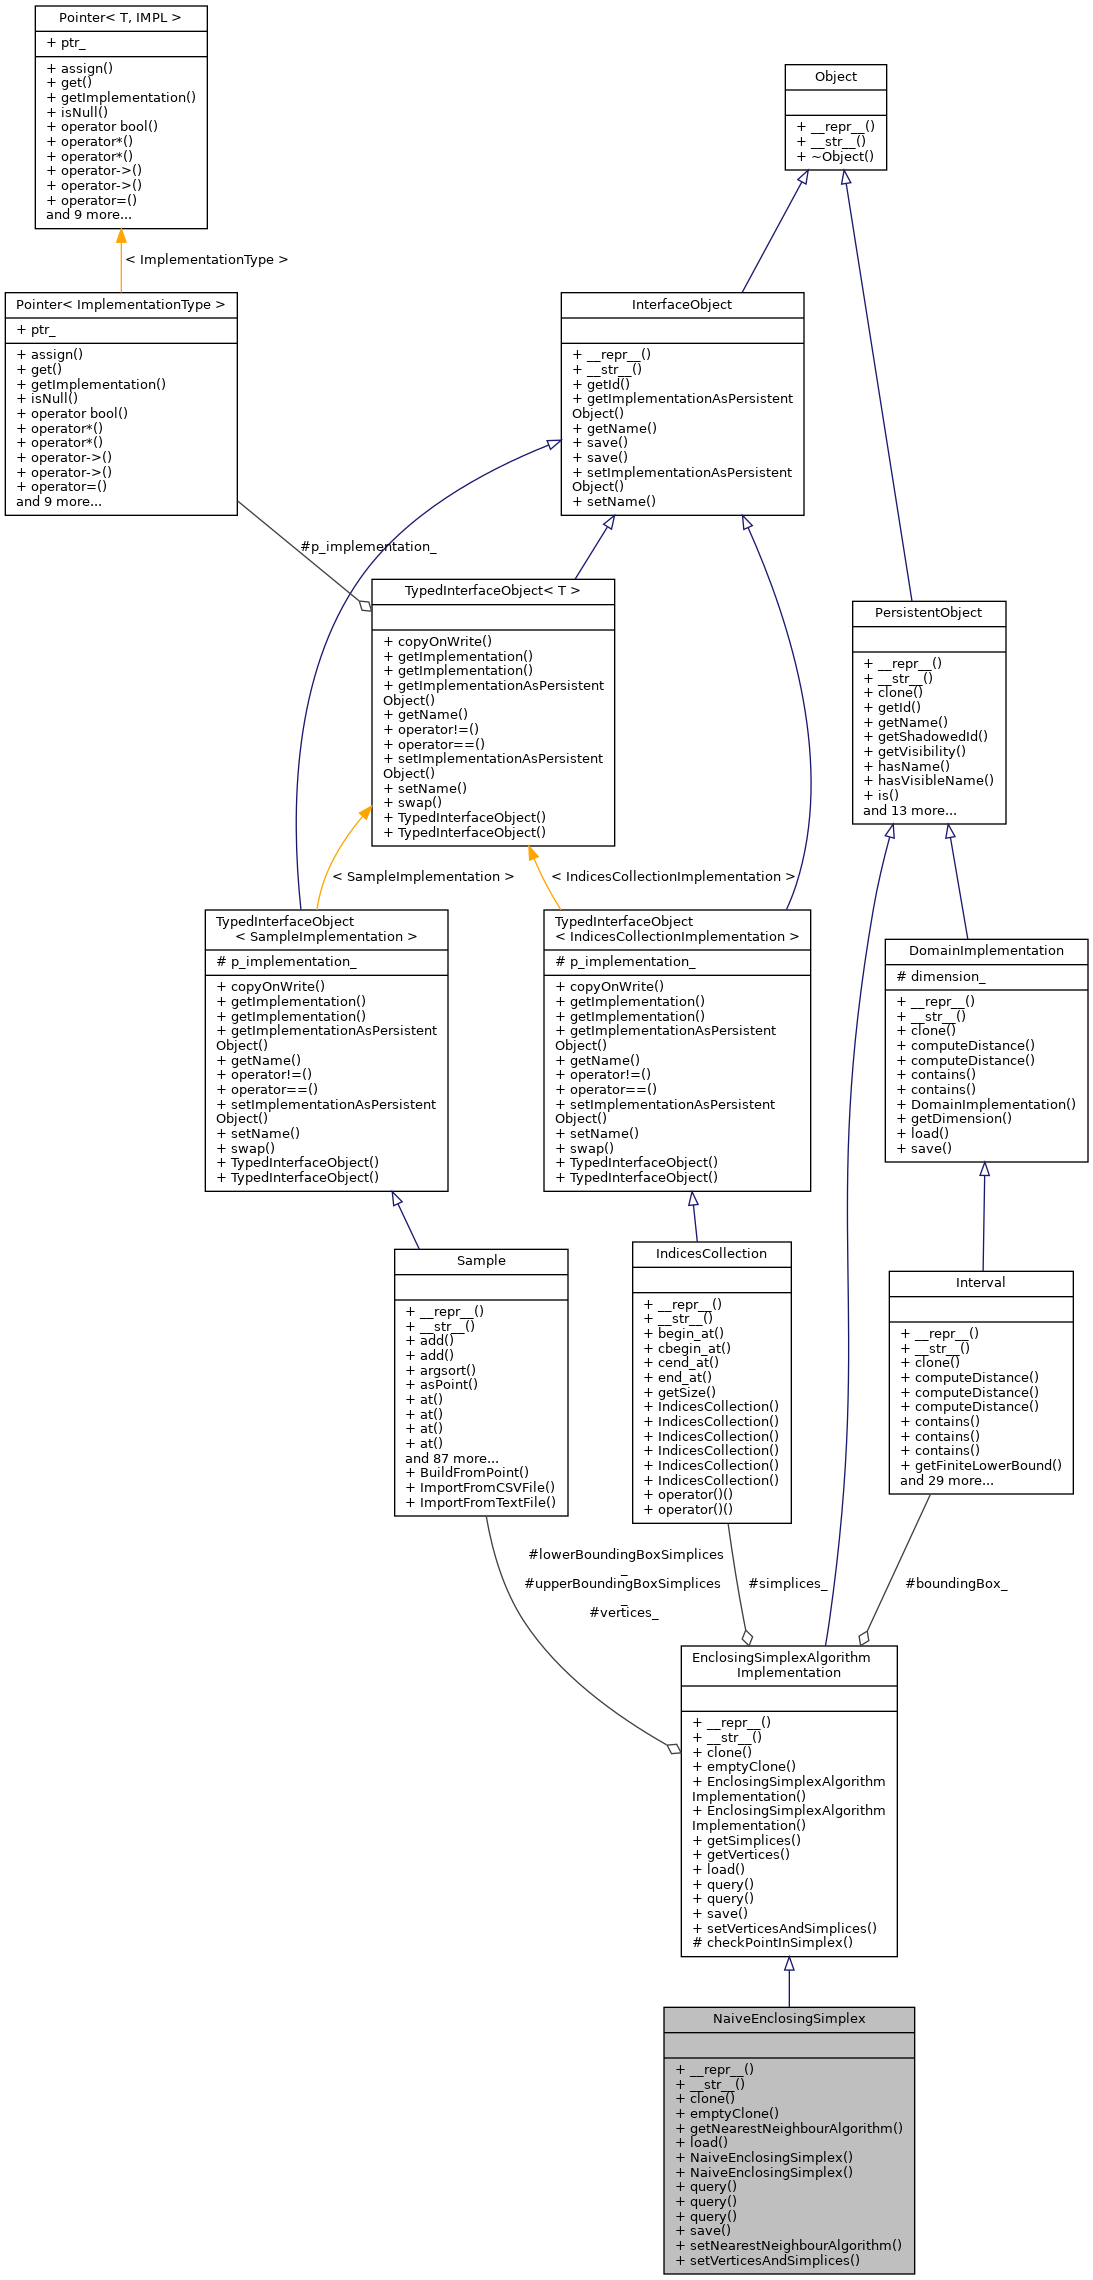 Pointer< T, IMPL >
+ ptr_
+ assign()
+ get()
+ getImplementation()
+ isNull()
+ operator bool()
+ operator*()
+ operator*()
+ operator->()
+ operator->()
+ operator=()
and 9 more...
Object
+ __repr__()
+ __str__()
+ ~Object()
< ImplementationType >
Pointer< ImplementationType >
+ ptr_
+ assign()
+ get()
+ getImplementation()
+ isNull()
+ operator bool()
+ operator*()
+ operator*()
+ operator->()
+ operator->()
+ operator=()
and 9 more...
InterfaceObject
+ __repr__()
+ __str__()
+ getId()
+ getImplementationAsPersistent
Object()
+ getName()
+ save()
+ save()
+ setImplementationAsPersistent
Object()
+ setName()
#p_implementation_
TypedInterfaceObject< T >
+ copyOnWrite()
+ getImplementation()
+ getImplementation()
+ getImplementationAsPersistent
Object()
+ getName()
+ operator!=()
+ operator==()
+ setImplementationAsPersistent
Object()
+ setName()
+ swap()
+ TypedInterfaceObject()
+ TypedInterfaceObject()
PersistentObject
+ __repr__()
+ __str__()
+ clone()
+ getId()
+ getName()
+ getShadowedId()
+ getVisibility()
+ hasName()
+ hasVisibleName()
+ is()
and 13 more...
< SampleImplementation >
< IndicesCollectionImplementation >
TypedInterfaceObject
< SampleImplementation >
# p_implementation_
+ copyOnWrite()
+ getImplementation()
+ getImplementation()
+ getImplementationAsPersistent
Object()
+ getName()
+ operator!=()
+ operator==()
+ setImplementationAsPersistent
Object()
+ setName()
+ swap()
+ TypedInterfaceObject()
+ TypedInterfaceObject()
TypedInterfaceObject
< IndicesCollectionImplementation >
# p_implementation_
+ copyOnWrite()
+ getImplementation()
+ getImplementation()
+ getImplementationAsPersistent
Object()
+ getName()
+ operator!=()
+ operator==()
+ setImplementationAsPersistent
Object()
+ setName()
+ swap()
+ TypedInterfaceObject()
+ TypedInterfaceObject()
DomainImplementation
# dimension_
+ __repr__()
+ __str__()
+ clone()
+ computeDistance()
+ computeDistance()
+ contains()
+ contains()
+ DomainImplementation()
+ getDimension()
+ load()
+ save()
Sample
+ __repr__()
+ __str__()
+ add()
+ add()
+ argsort()
+ asPoint()
+ at()
+ at()
+ at()
+ at()
and 87 more...
+ BuildFromPoint()
+ ImportFromCSVFile()
+ ImportFromTextFile()
IndicesCollection
+ __repr__()
+ __str__()
+ begin_at()
+ cbegin_at()
+ cend_at()
+ end_at()
+ getSize()
+ IndicesCollection()
+ IndicesCollection()
+ IndicesCollection()
+ IndicesCollection()
+ IndicesCollection()
+ IndicesCollection()
+ operator()()
+ operator()()
Interval
+ __repr__()
+ __str__()
+ clone()
+ computeDistance()
+ computeDistance()
+ computeDistance()
+ contains()
+ contains()
+ contains()
+ getFiniteLowerBound()
and 29 more...
#lowerBoundingBoxSimplices
_
#upperBoundingBoxSimplices
_
#vertices_
#simplices_
#boundingBox_
EnclosingSimplexAlgorithm
Implementation
+ __repr__()
+ __str__()
+ clone()
+ emptyClone()
+ EnclosingSimplexAlgorithm
Implementation()
+ EnclosingSimplexAlgorithm
Implementation()
+ getSimplices()
+ getVertices()
+ load()
+ query()
+ query()
+ save()
+ setVerticesAndSimplices()
# checkPointInSimplex()
NaiveEnclosingSimplex
+ __repr__()
+ __str__()
+ clone()
+ emptyClone()
+ getNearestNeighbourAlgorithm()
+ load()
+ NaiveEnclosingSimplex()
+ NaiveEnclosingSimplex()
+ query()
+ query()
+ query()
+ save()
+ setNearestNeighbourAlgorithm()
+ setVerticesAndSimplices()